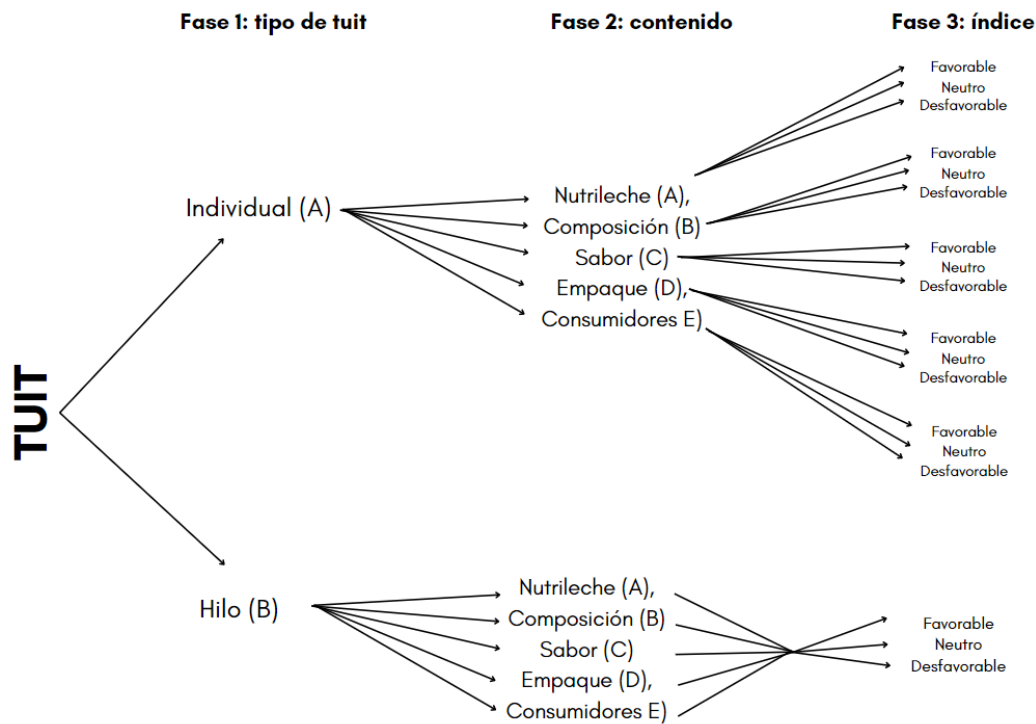 Fase 1: tipo de tuit
Fase 2: contenido
Fase 3: índice
TUIT
Individual (A)
Nutrileche (A),
Composición (B)
Sabor (C)
Empaque (D),
Consumidores E)
Favorable
Neutro
Desfavorable
Favorable
Neutro
Desfavorable
Favorable
Neutro
Desfavorable
Favorable
Neutro
Desfavorable
Favorable
Neutro
Desfavorable
Hilo (B)
Nutrileche (A),
Composición (B)
Sabor (C)
Empaque (D),
Consumidores E)
Favorable
Neutro
Desfavorable